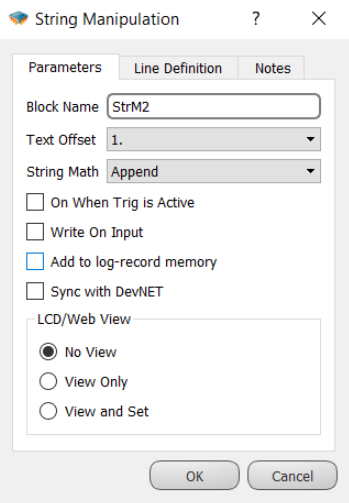 String Manipulation ?
Parameters Line Definition Notes
Block Name StrM2
Text Offset 1.
String Math Append
On When Trig is Active
Write On Input
Add to log-record memory
Sync with DevNET
LCD/Web View
No View
View Only
View and Set
OK Cancel